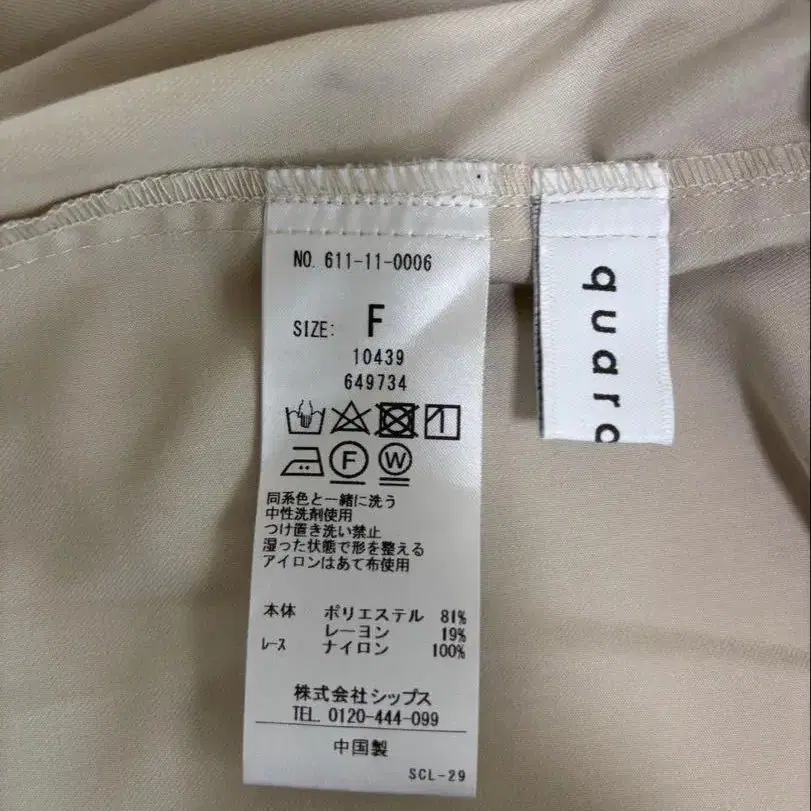 NO. 611-11-0006
SIZE: F
10439
649734
F W
同系色と一緒に洗う
中性洗剤使用
つけ置き洗い禁止
湿った状態で形を整える
アイロンはあて布使用
本体 ポリエステル 81%
レーヨン 19%
レース ナイロン 100%
株式会社シップス
TEL. 0120-444-099
中国製
SCL-29
quaro